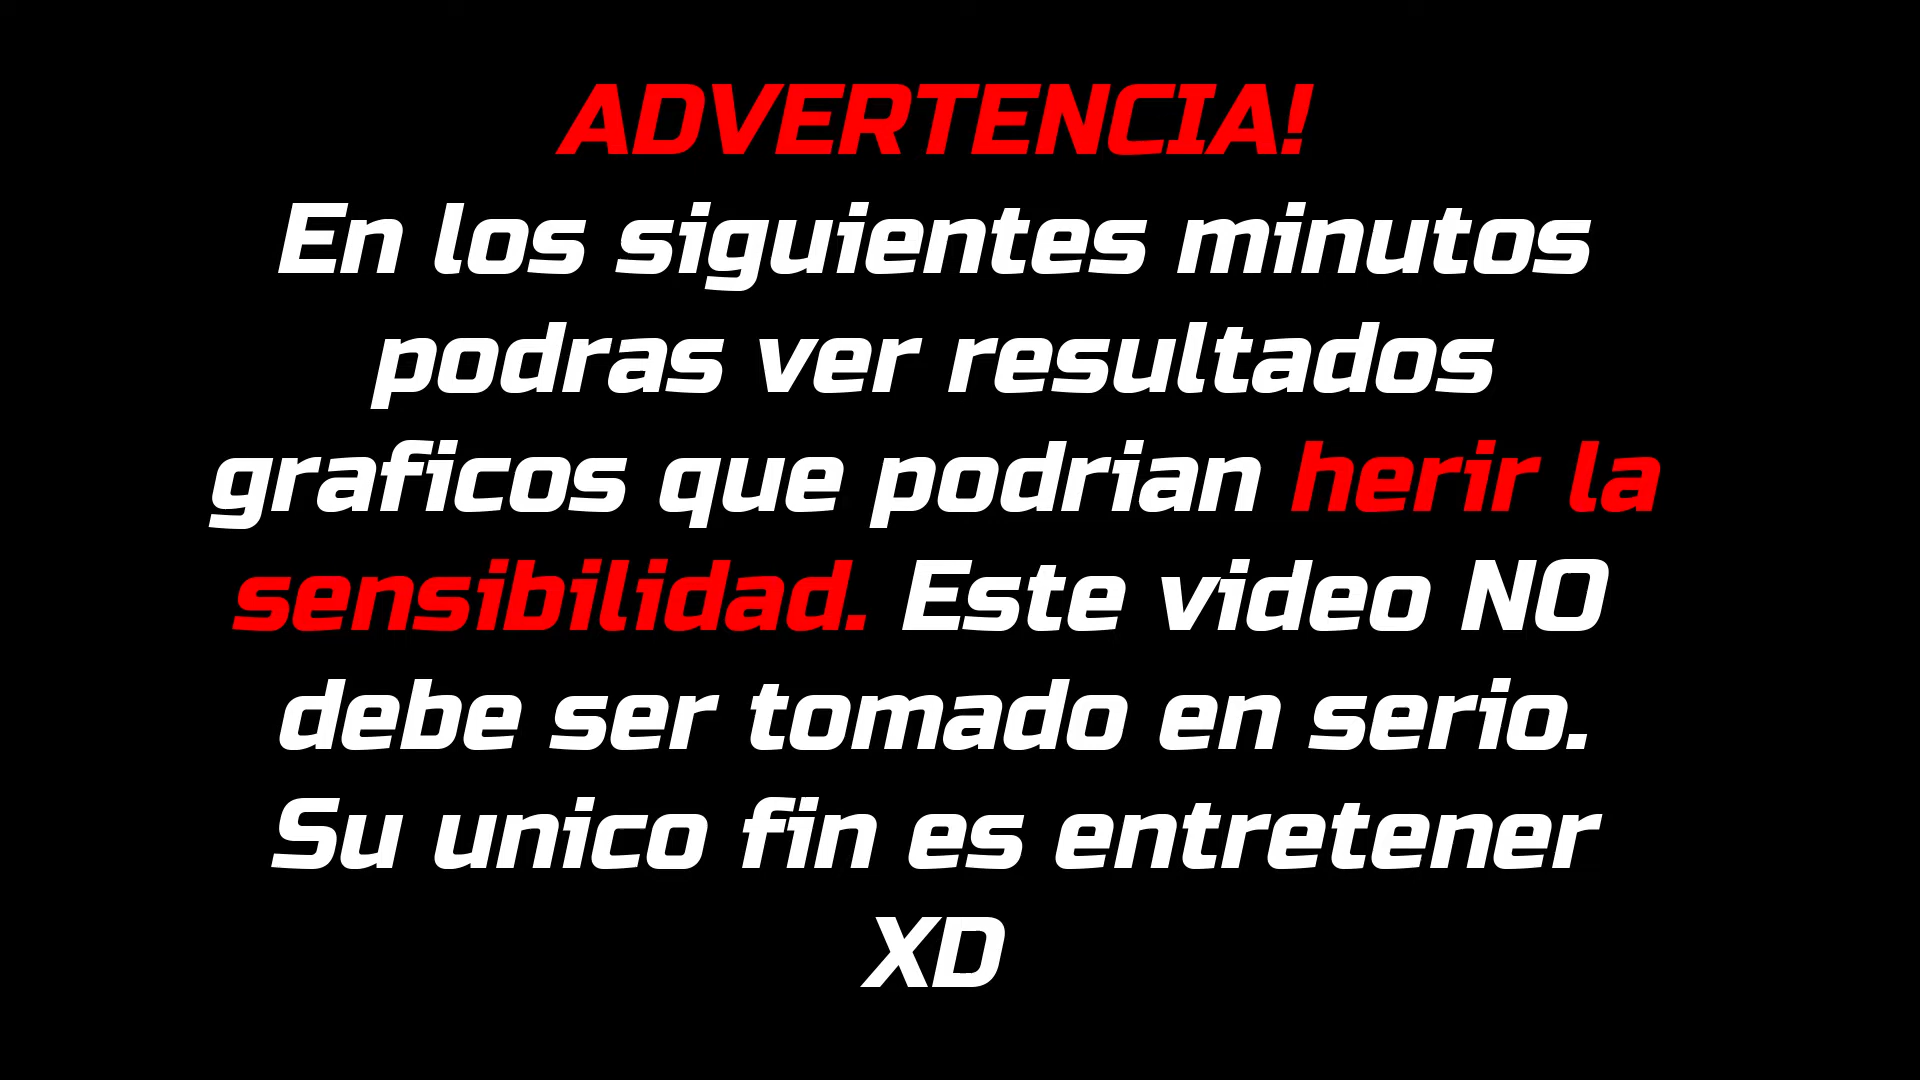 ADVERTENCIA!
En los siguientes minutos
podras ver resultados
graficos que podrian herir la
sensibilidad. Este video NO
debe ser tomado en serio.
Su unico fin es entretener
XD